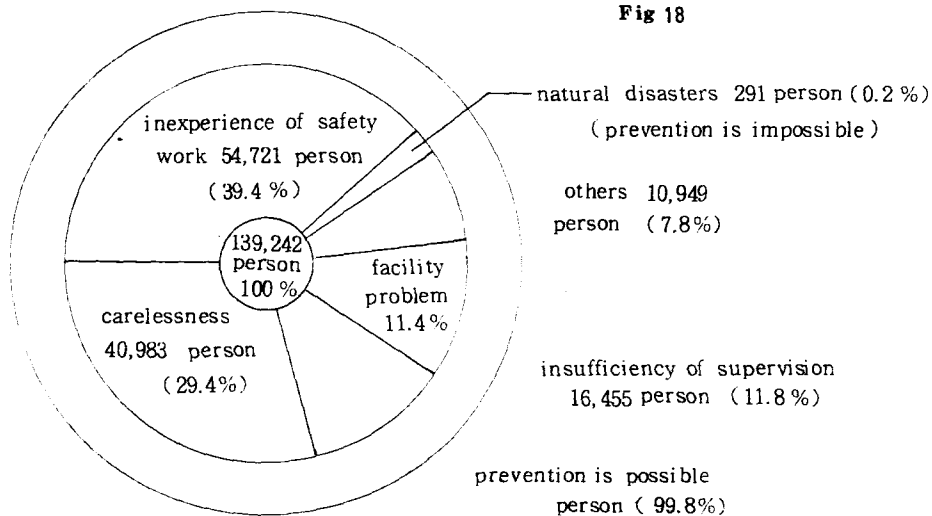 Fig 18
natural disasters 291 person (0.2%)
(prevention is impossible)
inexperience of safety
work 54,721 person
(39.4%)
others 10,949
person (7.8%)
139,242
person
100%
facility
problem
11.4%
carelessness
40,983 person
(29.4%)
insufficiency of supervision
16,455 person (11.8%)
prevention is possible
person (99.8%)